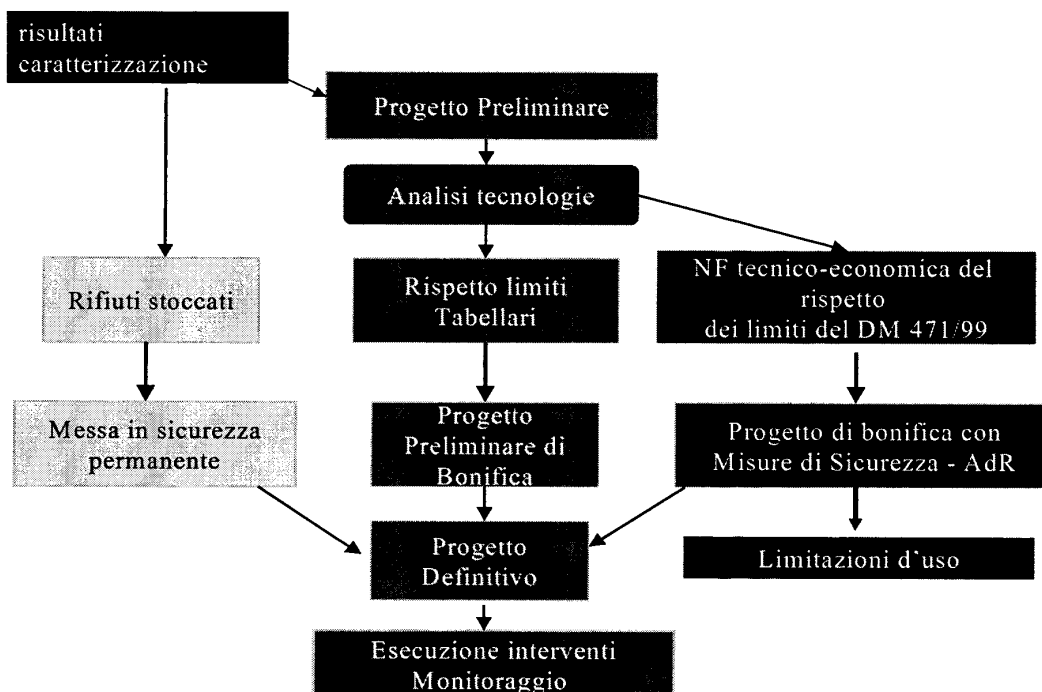 risultati
caratterizzazione
Progetto Preliminare
Analisi tecnologie
Rifiuti stoccati
Rispetto limiti
Tabellari
NF tecnico-economica del
rispetto
dei limiti del DM 471/99
Messa in sicurezza
permanente
Progetto
Preliminare di
Bonifica
Progetto di bonifica con
Misure di Sicurezza - AdR
Progetto
Definitivo
Limitazioni d'uso
Esecuzione interventi
Monitoraggio